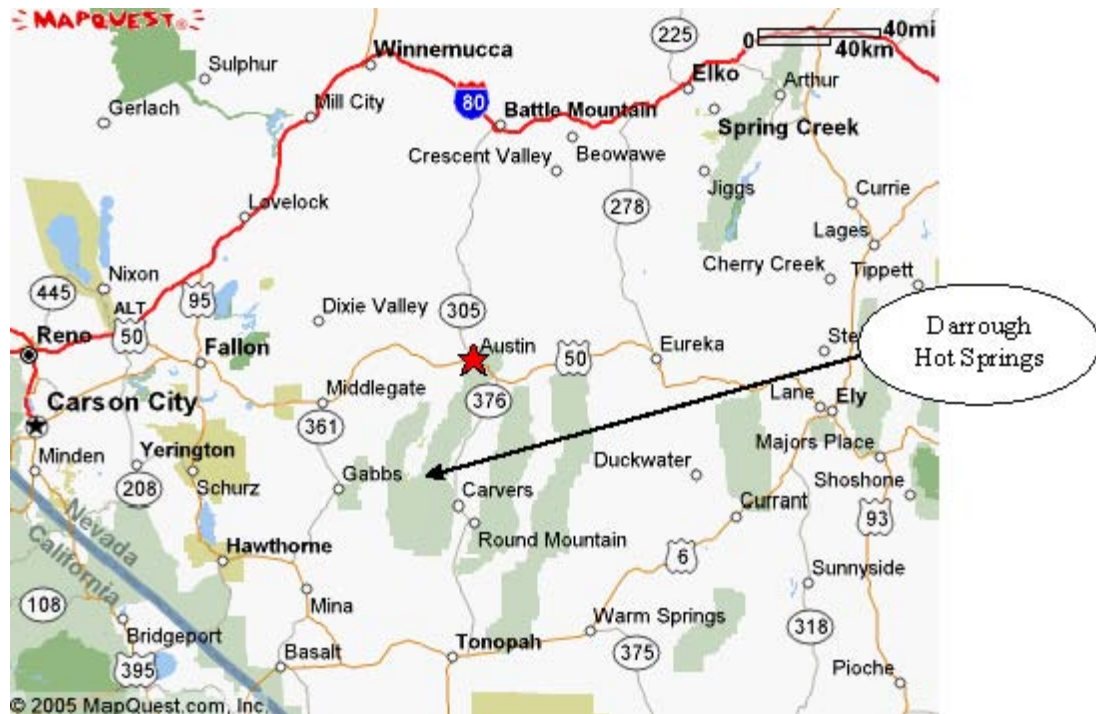 MAPQUEST®
0
40mi
40km
225
Winnemucca
Sulphur
Elko
Arthur
Gerlach
Mill City
80
Battle Mountain
Spring Creek
Crescent Valley
Beowawe
Jiggs
Currie
278
Lovelock
Lages
Cherry Creek
Tippett
Nixon
445
95
ALT
50
Dixie Valley
305
Darrough
Hot Springs
Reno
Fallon
Austin
50
Eureka
Ste
Middlegate
376
Lane
Ely
Carson City
361
Majors Place
Minden
Yerington
Gabbs
Duckwater
Shoshone
208
Schurz
Carvers
Currant
93
Nevada
California
Round Mountain
Hawthorne
6
Sunnyside
108
Mina
Warm Springs
318
Bridgeport
Tonopah
395
Basalt
375
Pioche
© 2005 MapQuest.com, Inc.